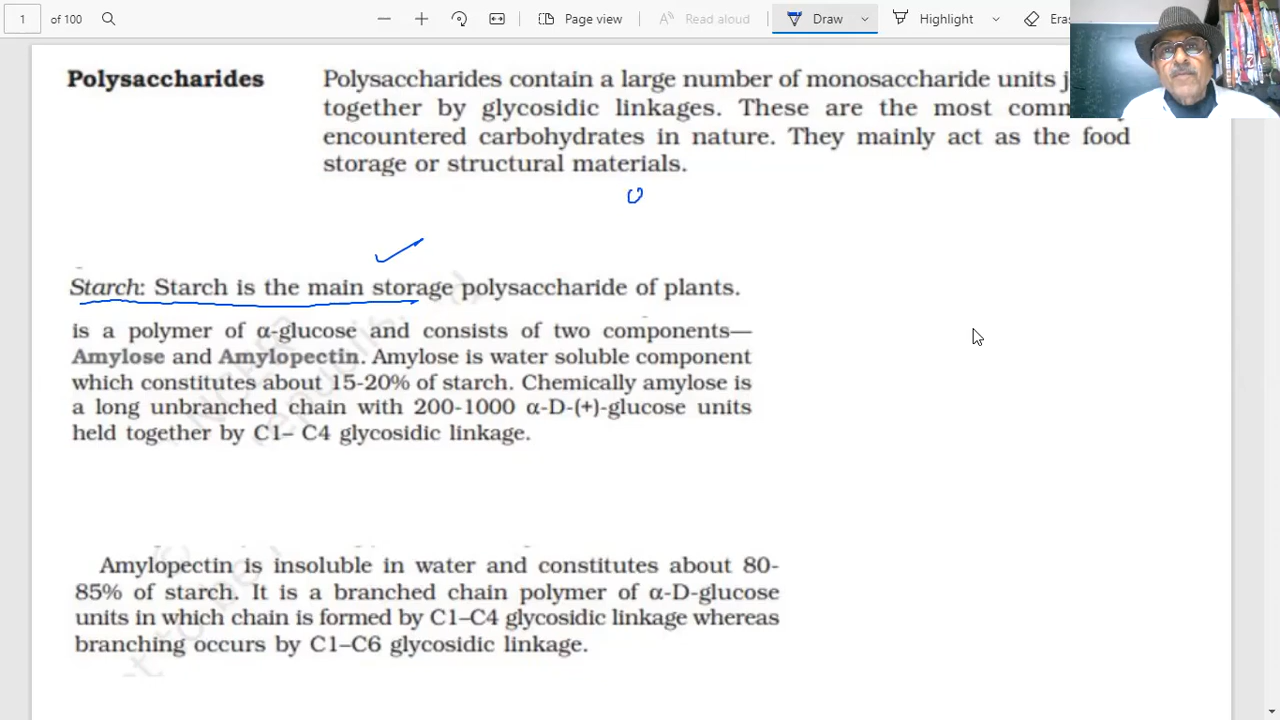 1 of 100 Page view Read aloud Draw Highlight
Polysaccharides
Polysaccharides contain a large number of monosaccharide units
together by glycosidic linkages. These are the most
encountered carbohydrates in nature. They mainly act as the food
storage or structural materials.
Starch: Starch is the main storage polysaccharide of plants.
is a polymer of α-glucose and consists of two components—
Amylose and Amylopectin. Amylose is water soluble component
which constitutes about 15-20% of starch. Chemically amylose is
a long unbranched chain with 200-1000 α-D-(+)-glucose units
held together by C1– C4 glycosidic linkage.
Amylopectin is insoluble in water and constitutes about 80-
85% of starch. It is a branched chain polymer of α-D-glucose
units in which chain is formed by C1–C4 glycosidic linkage whereas
branching occurs by C1–C6 glycosidic linkage.